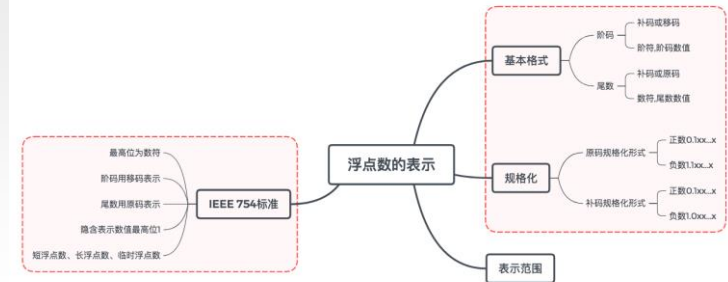 浮点数的表示
基本格式
阶码
补码或移码
阶符,阶码数值
尾数
补码或原码
数符,尾数数值
规格化
原码规格化形式
正数0.1xx...x
负数1.1xx...x
补码规格化形式
正数0.1xx...x
负数1.0xx...x
表示范围
IEEE 754标准
最高位为数符
阶码用移码表示
尾数用原码表示
隐含表示数值最高位1
短浮点数、长浮点数、临时浮点数